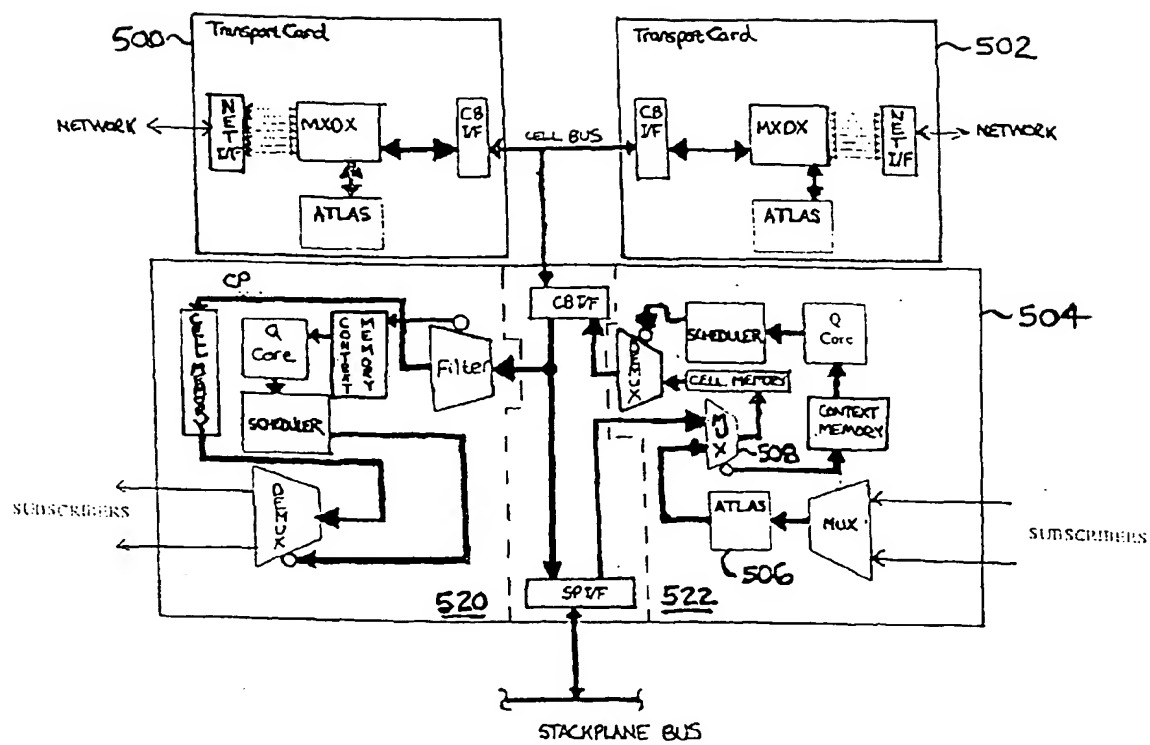 500
Transport Card
NETWORK
NET I/F
MXDX
CB I/F
ATLAS
CELL BUS
Transport Card
502
CB I/F
MXDX
NET I/F
NETWORK
ATLAS
504
CP
Q Core
CONTEXT MEMORY
Filter
SCHEDULER
DEMUX
SUBSCRIBERS
520
CB I/F
SP I/F
DEMUX
SCHEDULER
Q Core
CELL MEMORY
CONTEXT MEMORY
MUX
508
ATLAS
506
MUX
SUBSCRIBERS
522
STACKPLANE BUS